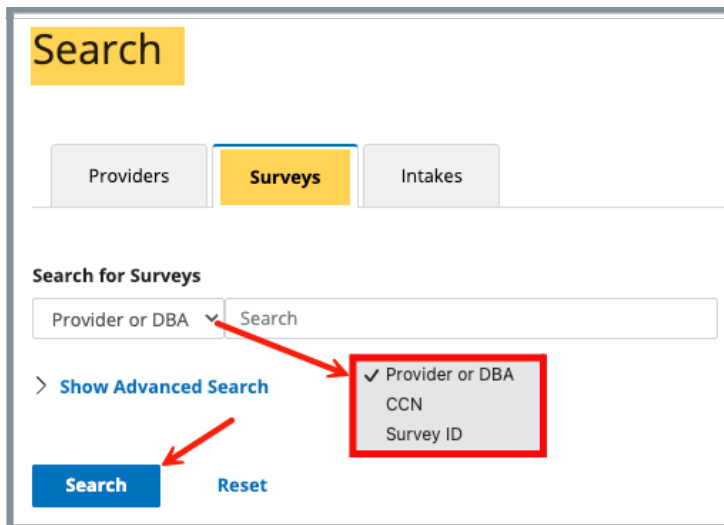 Search
Providers
Surveys
Intakes
Search for Surveys
Provider or DBA
Search
Show Advanced Search
Provider or DBA
CCN
Survey ID
Search
Reset